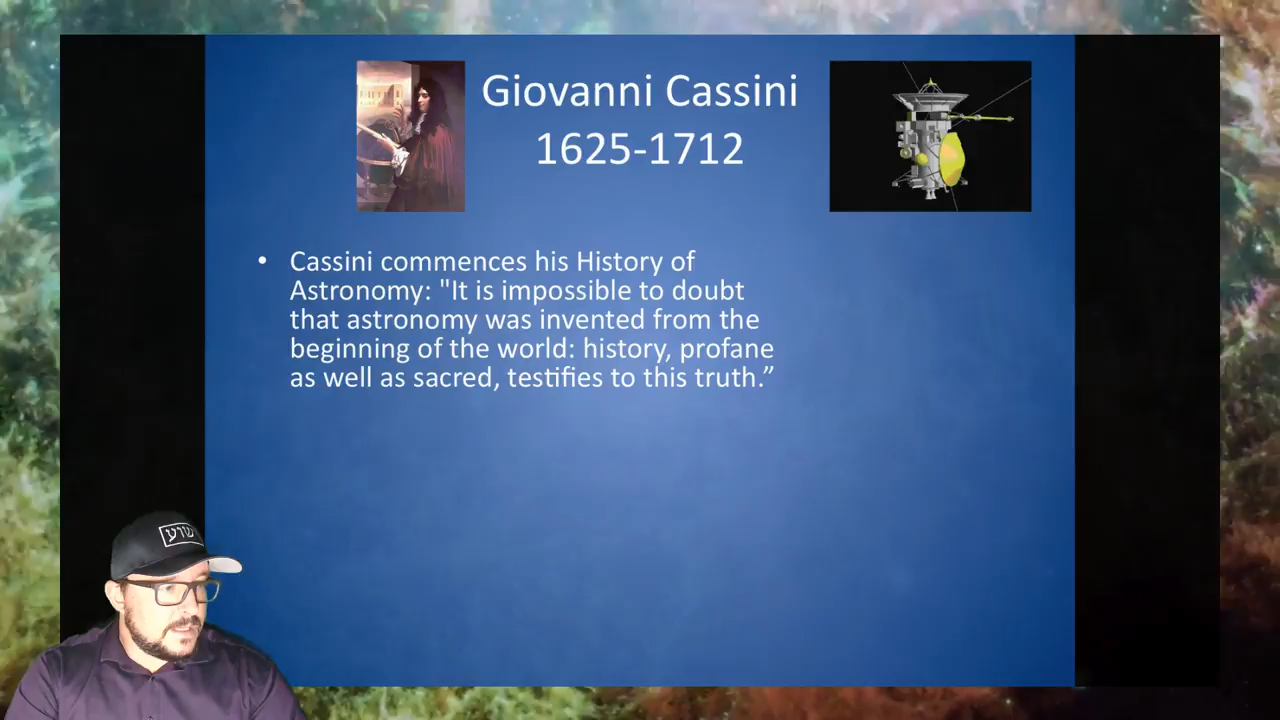 Giovanni Cassini
1625-1712
• Cassini commences his History of
Astronomy: "It is impossible to doubt
that astronomy was invented from the
beginning of the world: history, profane
as well as sacred, testifies to this truth.”
שוע